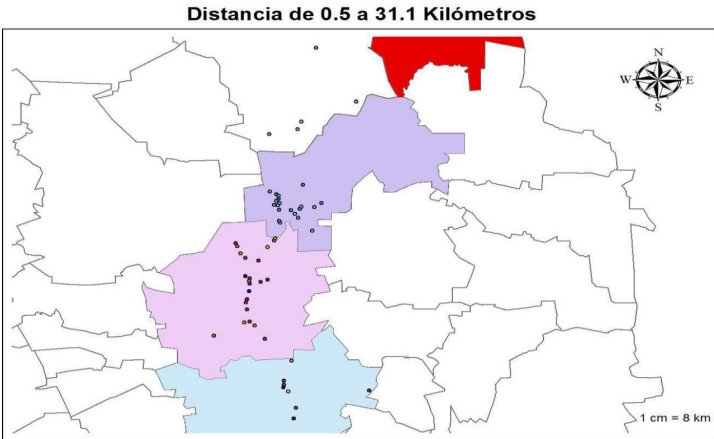 Distancia de 0.5 a 31.1 Kilómetros
N
W E
S
1 cm = 8 km